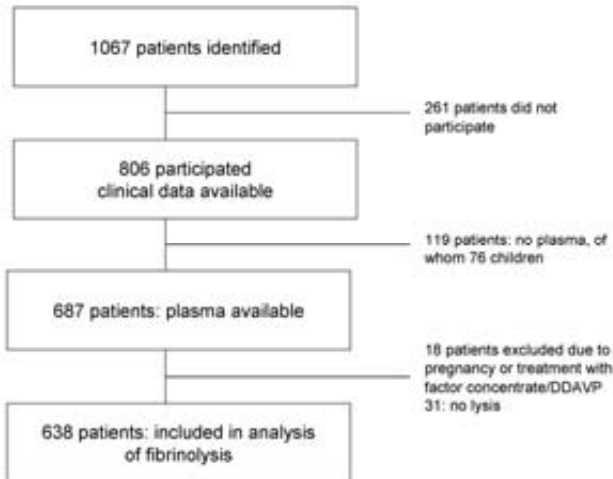 1067 patients identified
261 patients did not
participate
806 participated
clinical data available
119 patients: no plasma, of
whom 76 children
687 patients: plasma available
18 patients excluded due to
pregnancy or treatment with
factor concentrate/DDAVP
31: no lysis
638 patients: included in analysis
of fibrinolysis